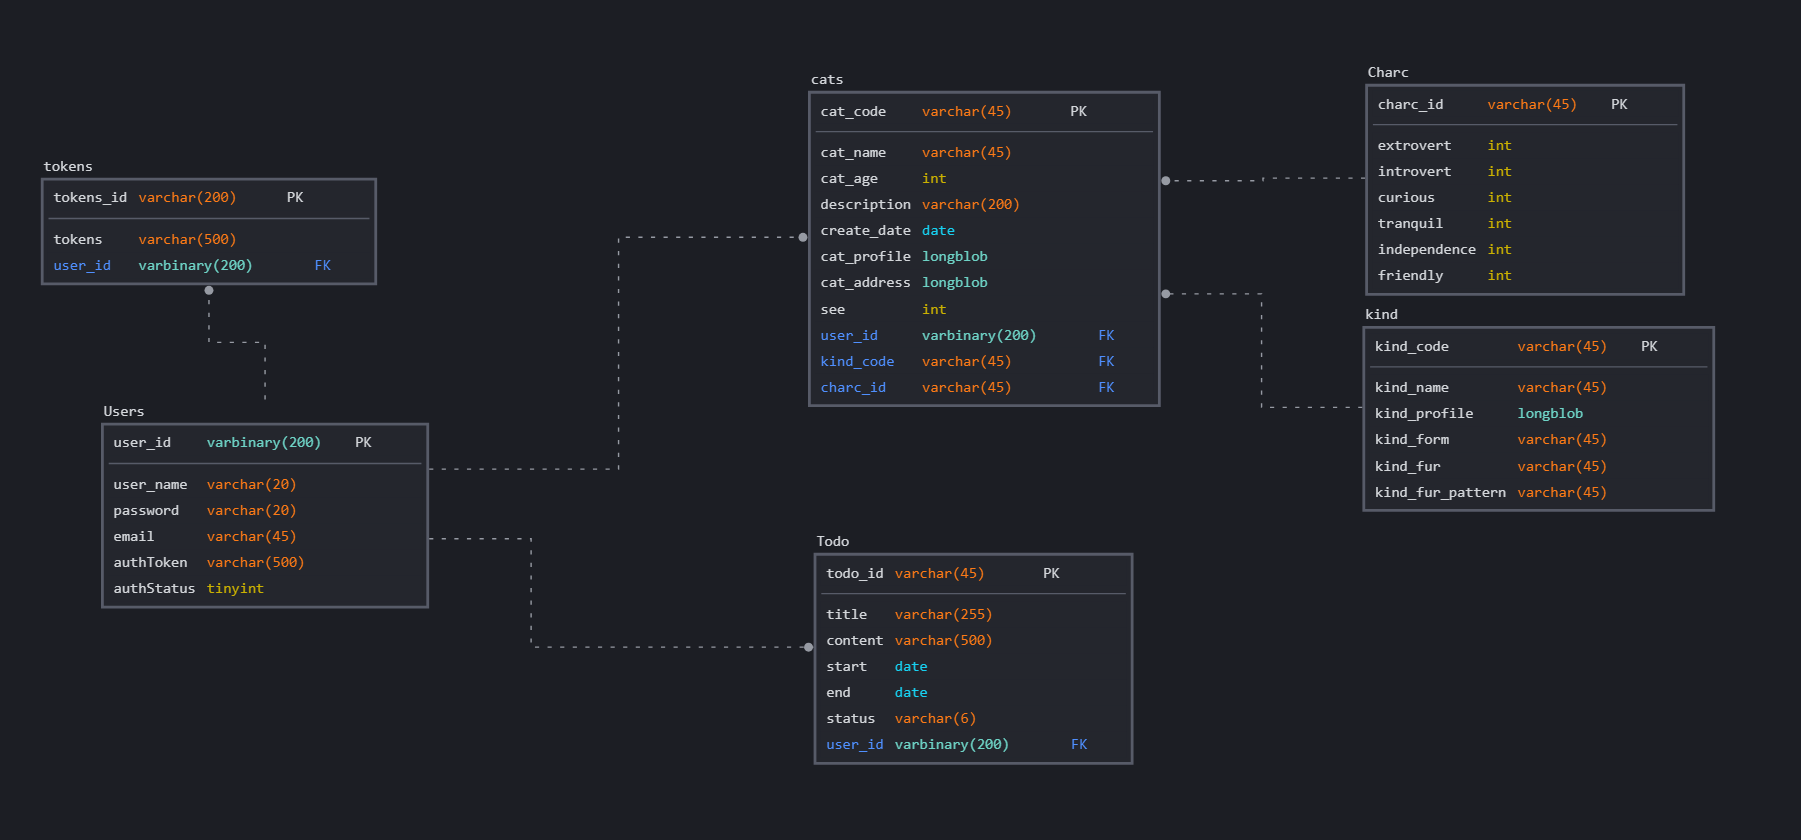 tokens
tokens_id varchar(200) PK
tokens varchar(500)
user_id varbinary(200) FK
Users
user_id varbinary(200) PK
user_name varchar(20)
password varchar(20)
email varchar(45)
authToken varchar(500)
authStatus tinyint
cats
cat_code varchar(45) PK
cat_name varchar(45)
cat_age int
description varchar(200)
create_date date
cat_profile longblob
cat_address longblob
see int
user_id varbinary(200) FK
kind_code varchar(45) FK
charc_id varchar(45) FK
Todo
todo_id varchar(45) PK
title varchar(255)
content varchar(500)
start date
end date
status varchar(6)
user_id varbinary(200) FK
Charc
charc_id varchar(45) PK
extrovert int
introvert int
curious int
tranquil int
independence int
friendly int
kind
kind_code varchar(45) PK
kind_name varchar(45)
kind_profile longblob
kind_form varchar(45)
kind_fur varchar(45)
kind_fur_pattern varchar(45)